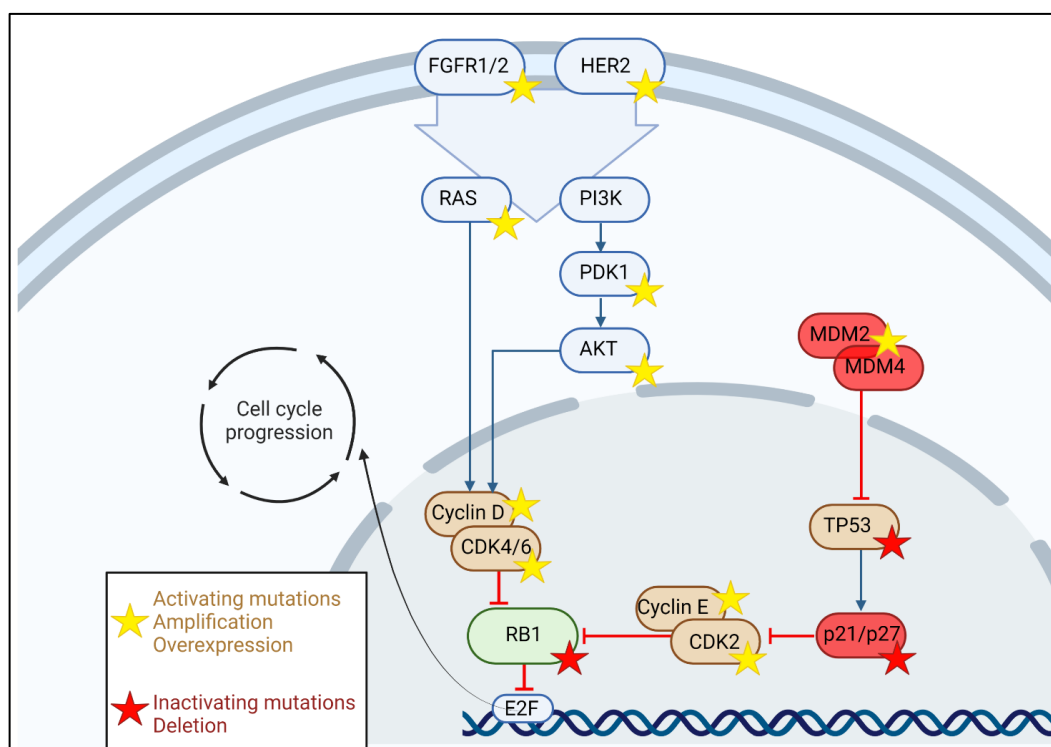 FGFR1/2
HER2
RAS
PI3K
PDK1
AKT
MDM2
MDM4
Cell cycle
progression
Cyclin D
CDK4/6
TP53
Cyclin E
CDK2
p21/p27
RB1
E2F
Activating mutations
Amplification
Overexpression
Inactivating mutations
Deletion